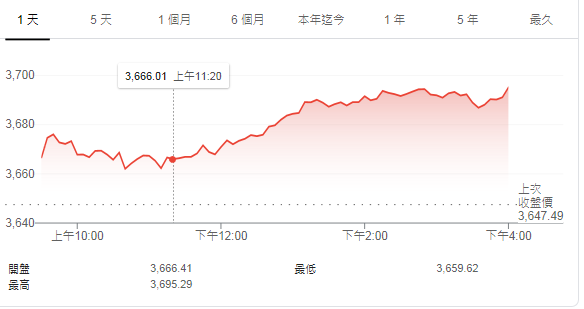 1 天 5 天 1 個月 6 個月 本年迄今 1 年 5 年 最久
3,666.01 上午11:20
3,700
3,680
3,660
3,640
上次
收盤價
3,647.49
上午10:00 下午12:00 下午2:00 下午4:00
開盤 3,666.41 最低 3,659.62
最高 3,695.29